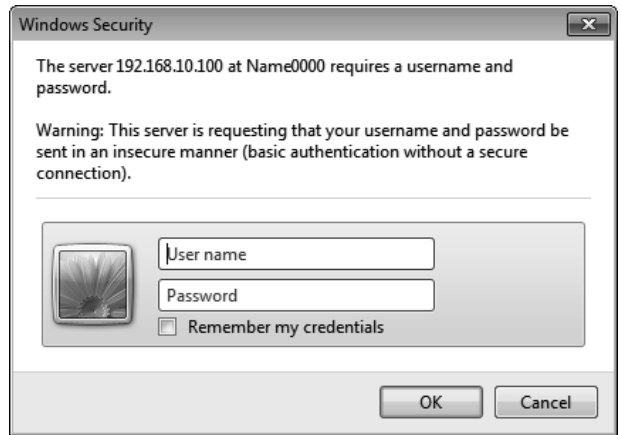 Windows Security
The server 192.168.10.100 at Name0000 requires a username and
password.
Warning: This server is requesting that your username and password be
sent in an insecure manner (basic authentication without a secure
connection).
User name
Password
Remember my credentials
OK
Cancel